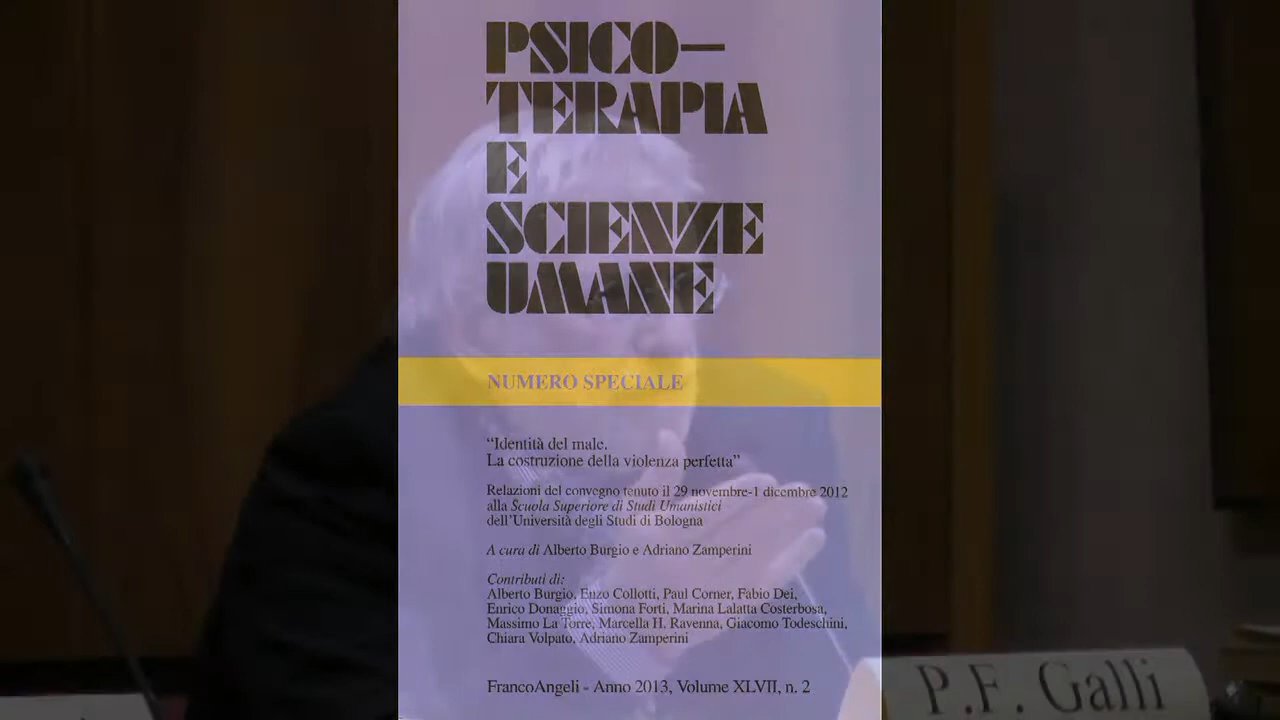 PSICO—
TERAPIA
E
SCIENZE
UMANE
NUMERO SPECIALE
“Identità del male.
La costruzione della violenza perfetta”
Relazioni del convegno tenuto il 29 novembre-1 dicembre 2012
alla Scuola Superiore di Studi Umanistici
dell’Università degli Studi di Bologna
A cura di Alberto Burgio e Adriano Zamperini
Contributi di:
Alberto Burgio, Enzo Collotti, Paul Corner, Fabio Dei,
Enrico Donaggio, Simona Forti, Marina Lalatta Costerbosa,
Massimo La Torre, Marcella H. Ravenna, Giacomo Todeschini,
Chiara Volpato, Adriano Zamperini
FrancoAngeli - Anno 2013, Volume XLVII, n. 2
P.F. Galli